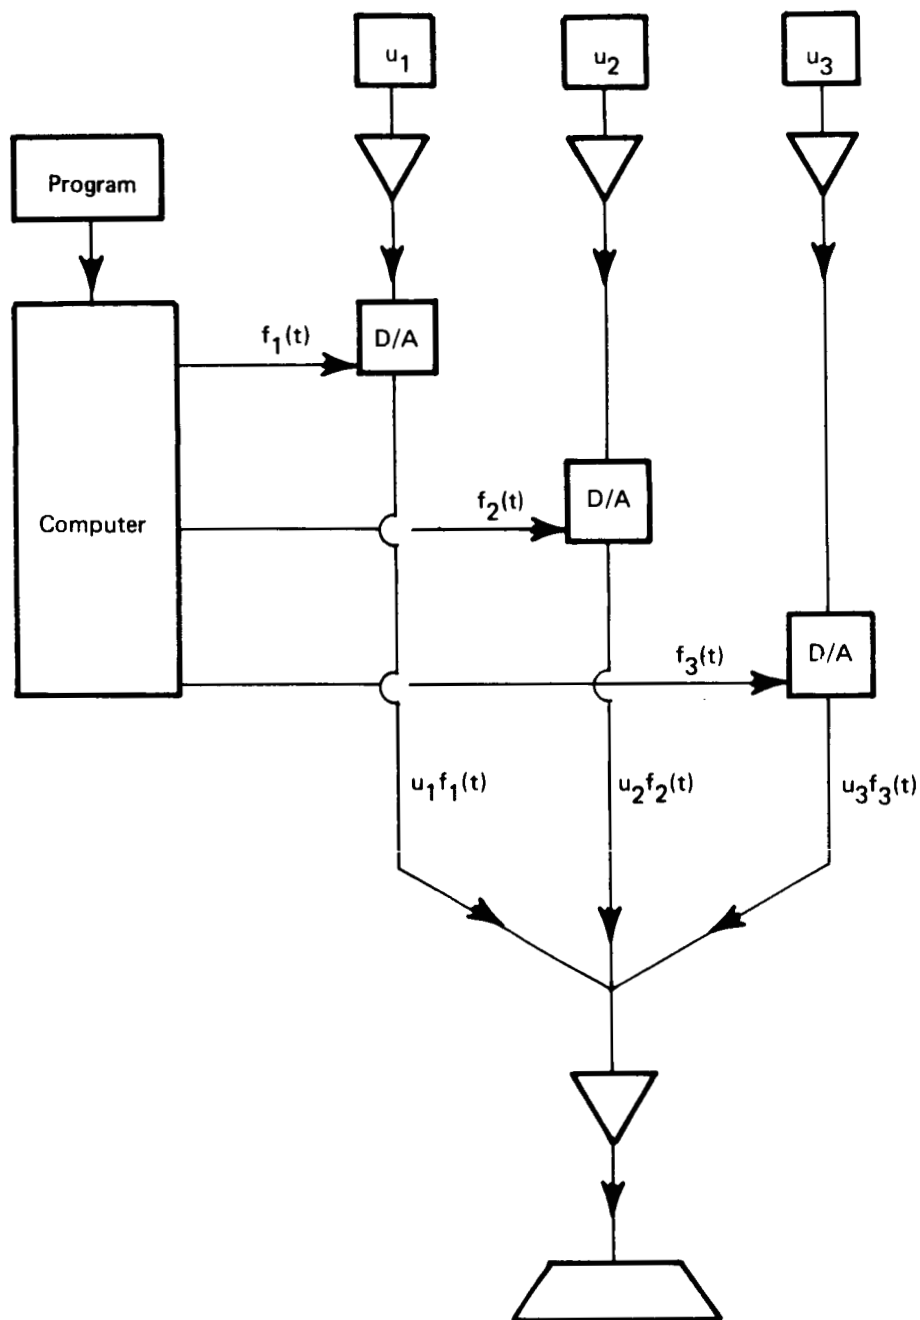 u1
u2
u3
Program
f1(t)
D/A
Computer
f2(t)
D/A
f3(t)
D/A
u1f1(t)
u2f2(t)
u3f3(t)